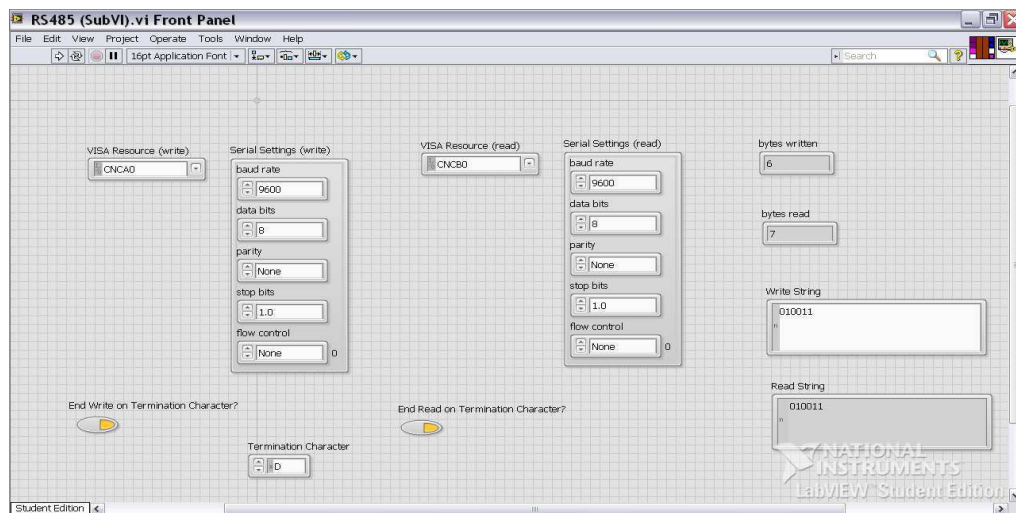 RS485 (SubVI).vi Front Panel
File Edit View Project Operate Tools Window Help
16pt Application Font
Search
VISA Resource (write)
CNCA0
Serial Settings (write)
baud rate
9600
data bits
8
parity
None
stop bits
1.0
flow control
None 0
VISA Resource (read)
CNCB0
Serial Settings (read)
baud rate
9600
data bits
8
parity
None
stop bits
1.0
flow control
None 0
bytes written
6
bytes read
7
Write String
010011
Read String
010011
End Write on Termination Character?
End Read on Termination Character?
Termination Character
D
NATIONAL
INSTRUMENTS
LabVIEW™ Student Edition
Student Edition